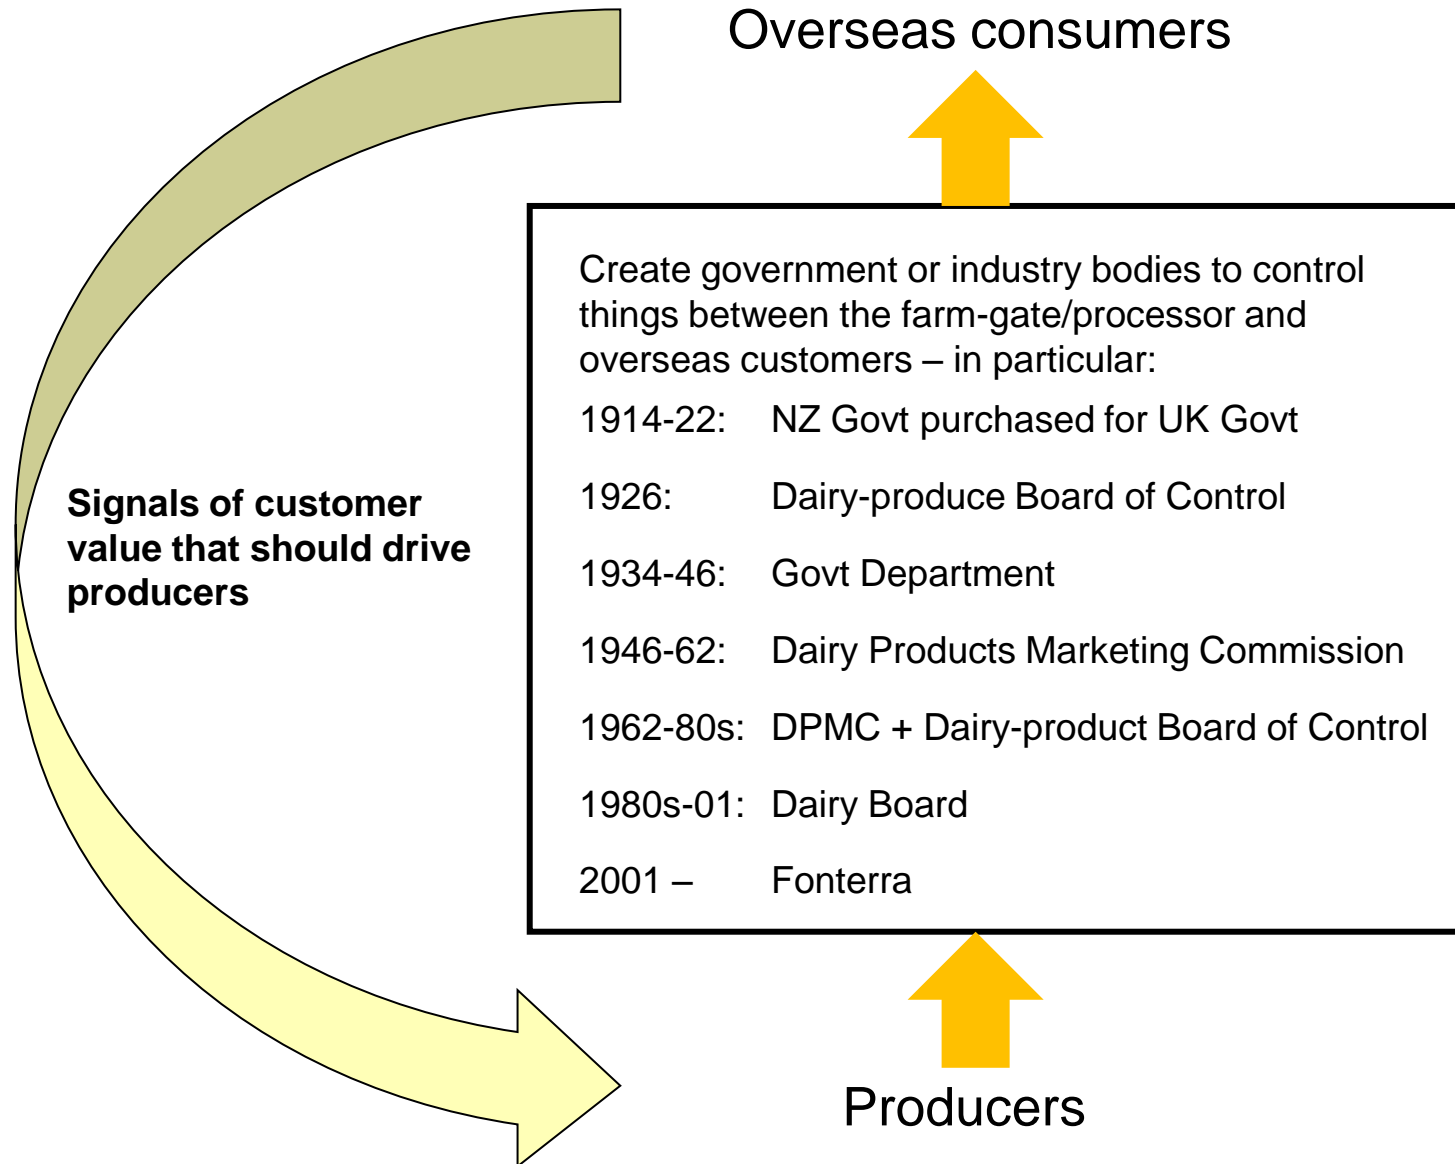 Overseas consumers
Create government or industry bodies to control
things between the farm-gate/processor and
overseas customers – in particular:
1914-22: NZ Govt purchased for UK Govt
1926: Dairy-produce Board of Control
1934-46: Govt Department
1946-62: Dairy Products Marketing Commission
1962-80s: DPMC + Dairy-product Board of Control
1980s-01: Dairy Board
2001 – Fonterra
Signals of customer
value that should drive
producers
Producers